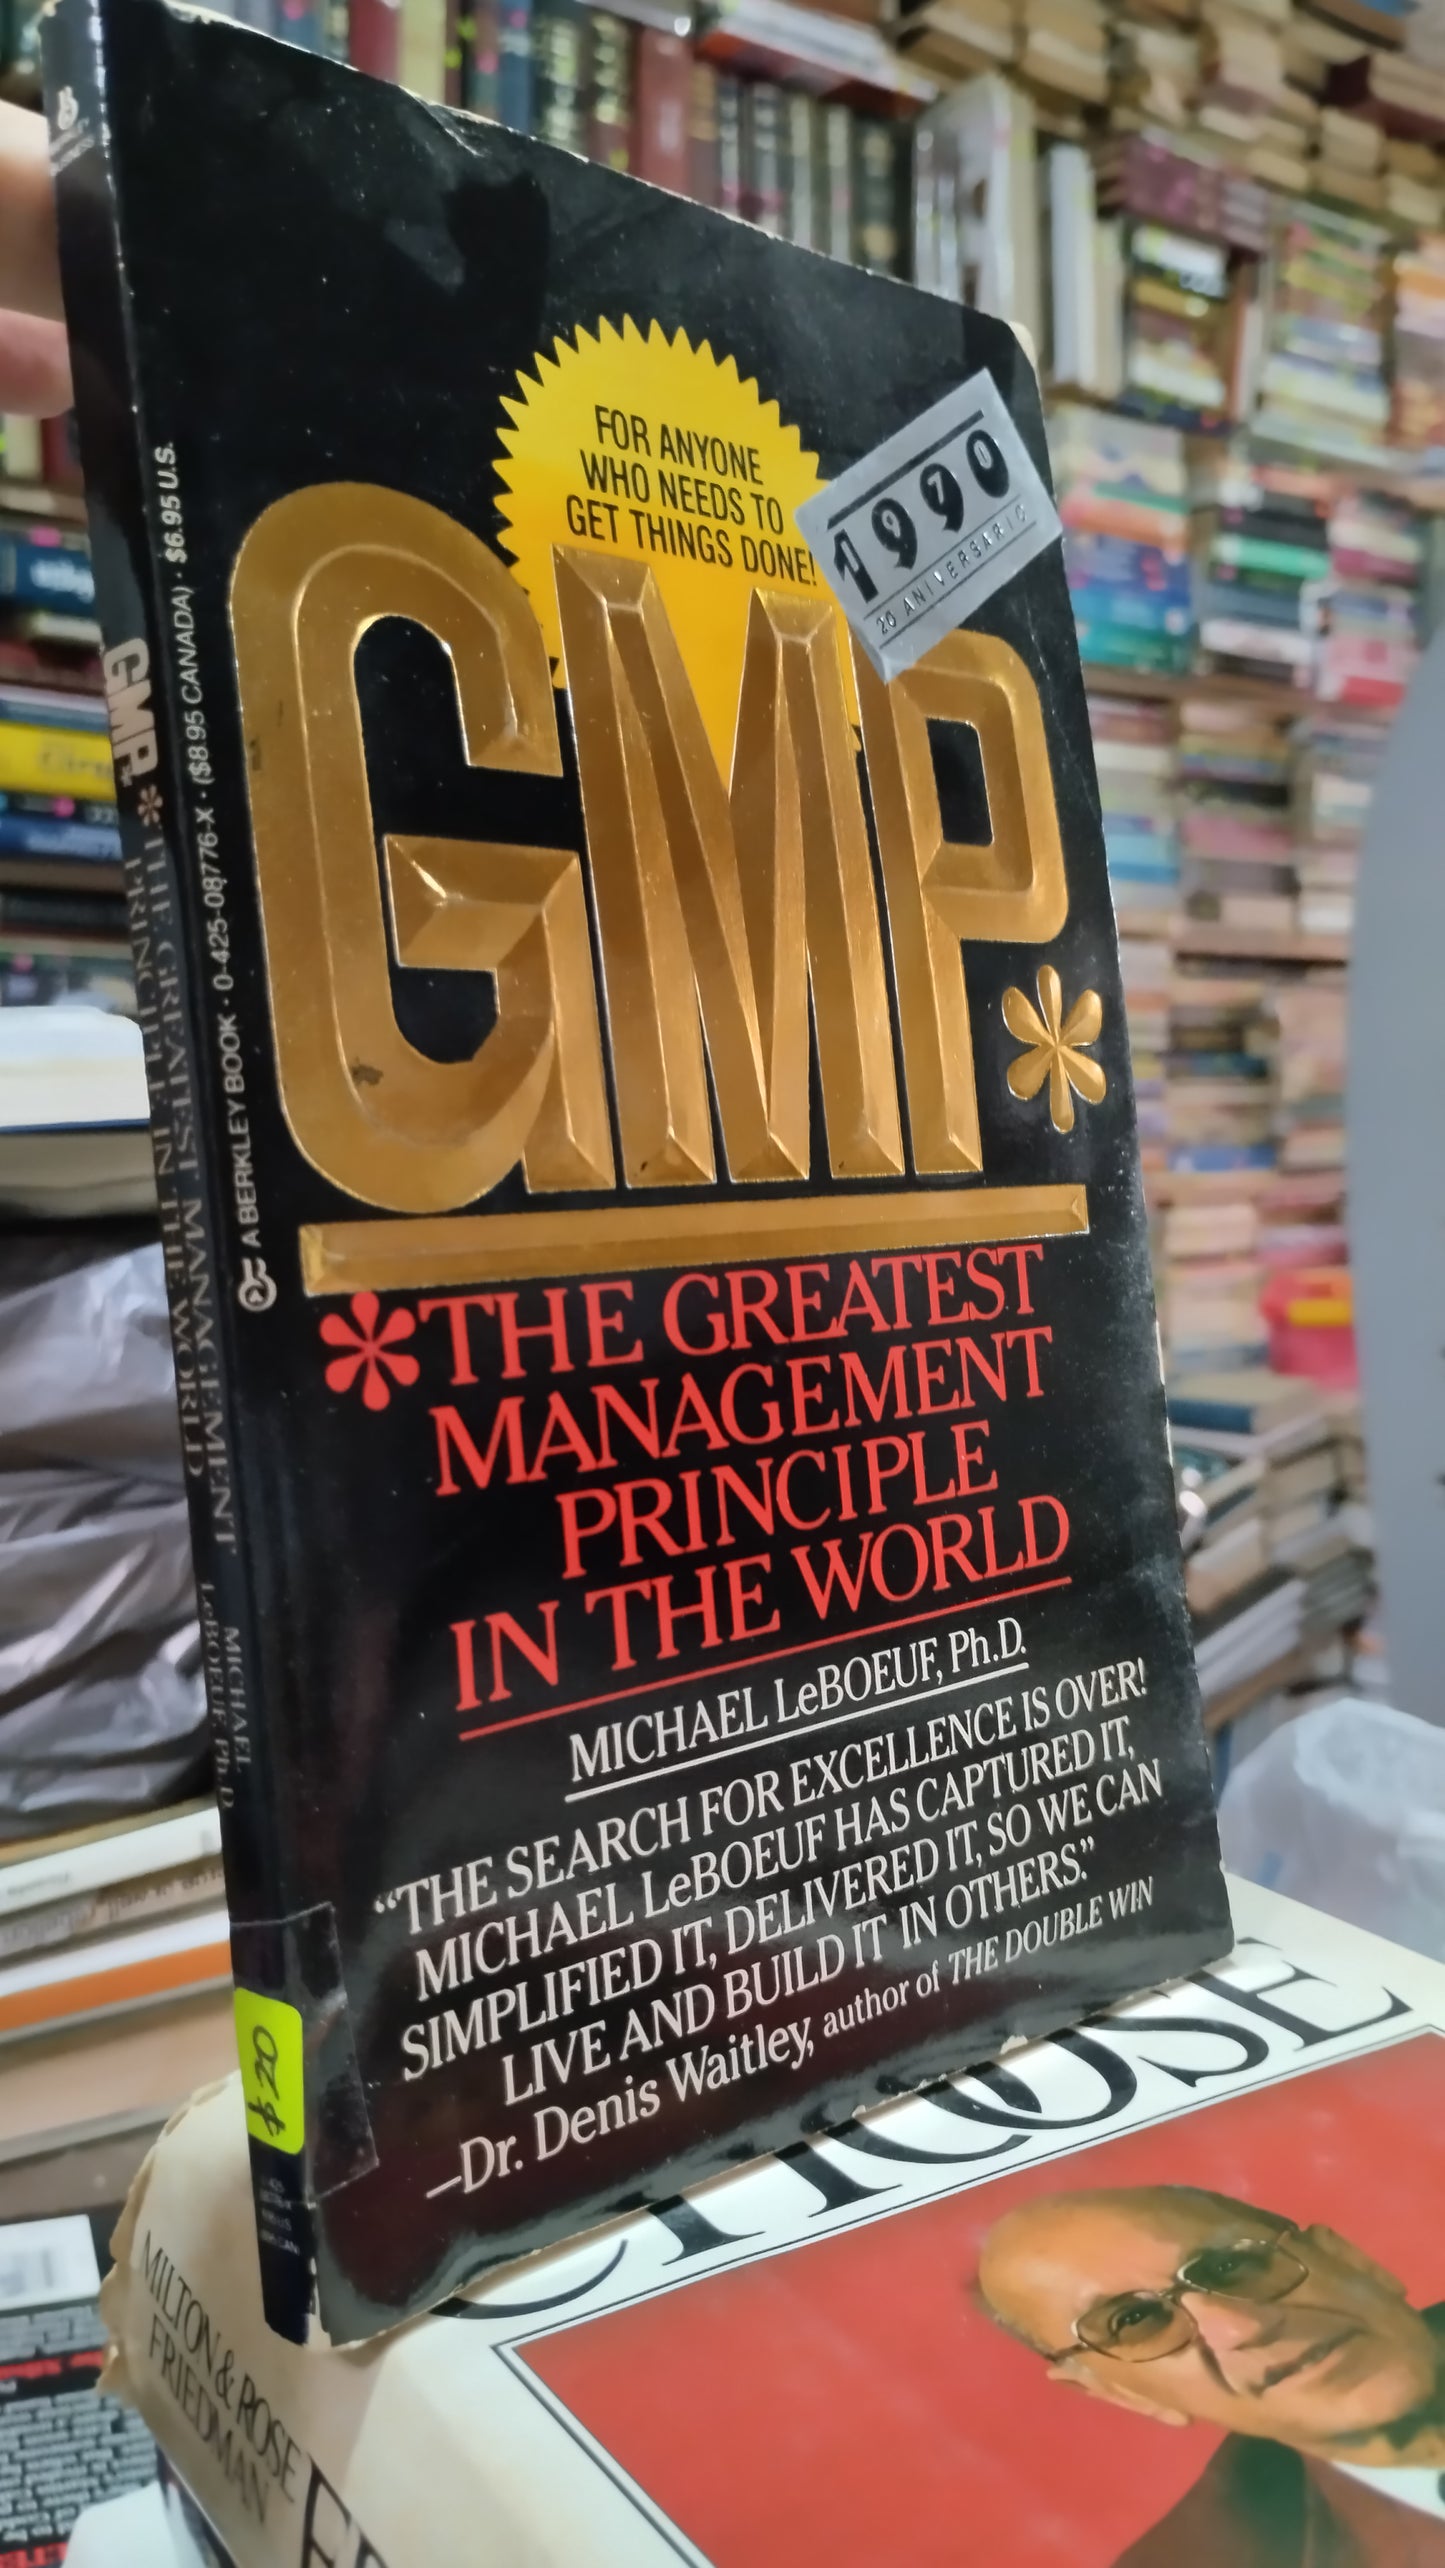 FOR ANYONE
WHO NEEDS TO
GET THINGS DONE!
1990
20 ANIVERSARIO
GMP*
*THE GREATEST
MANAGEMENT
PRINCIPLE
IN THE WORLD
MICHAEL LeBOEUF, Ph.D.
“THE SEARCH FOR EXCELLENCE IS OVER!
MICHAEL LeBOEUF HAS CAPTURED IT,
SIMPLIFIED IT, DELIVERED IT, SO WE CAN
LIVE AND BUILD IT IN OTHERS.”
—Dr. Denis Waitley, author of THE DOUBLE WIN
A BERKLEY BOOK · 0-425-08776-X · ($8.95 CANADA) · $6.95 U.S.
GMP* *THE GREATEST MANAGEMENT
PRINCIPLE IN THE WORLD
MICHAEL
LeBOEUF, Ph.D.
$20
MILTON & ROSE
FRIEDMAN
CHOOSE